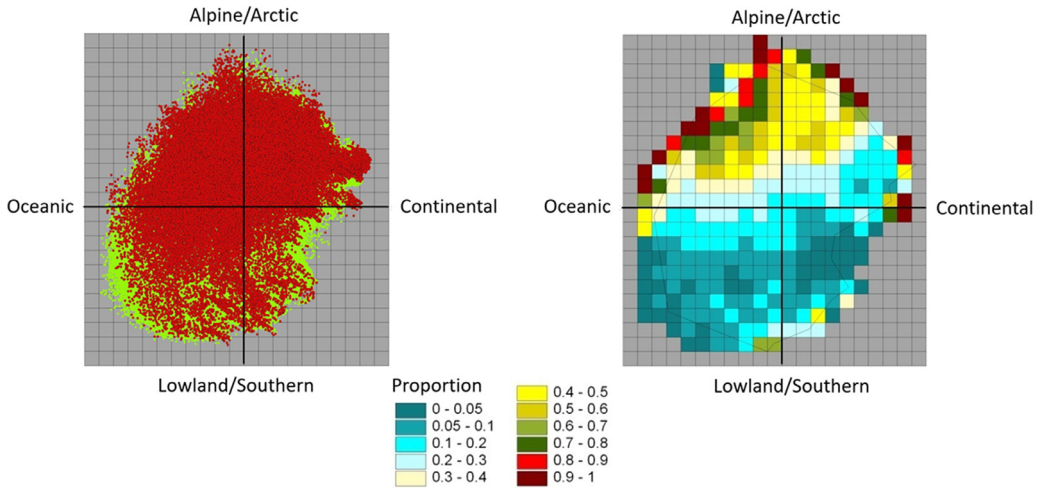 Alpine/Arctic
Alpine/Arctic
Oceanic
Continental
Oceanic
Continental
Lowland/Southern
Lowland/Southern
Proportion
0 - 0.05
0.05 - 0.1
0.1 - 0.2
0.2 - 0.3
0.3 - 0.4
0.4 - 0.5
0.5 - 0.6
0.6 - 0.7
0.7 - 0.8
0.8 - 0.9
0.9 - 1